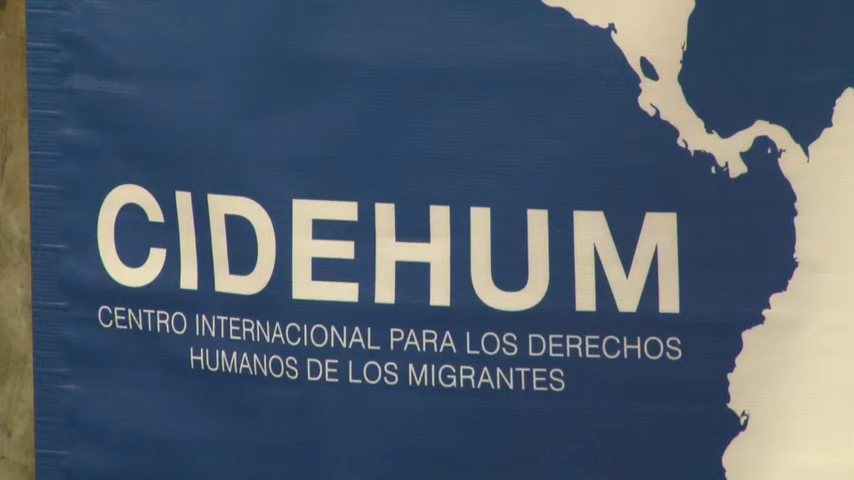 CIDEHUM
CENTRO INTERNACIONAL PARA LOS DERECHOS
HUMANOS DE LOS MIGRANTES